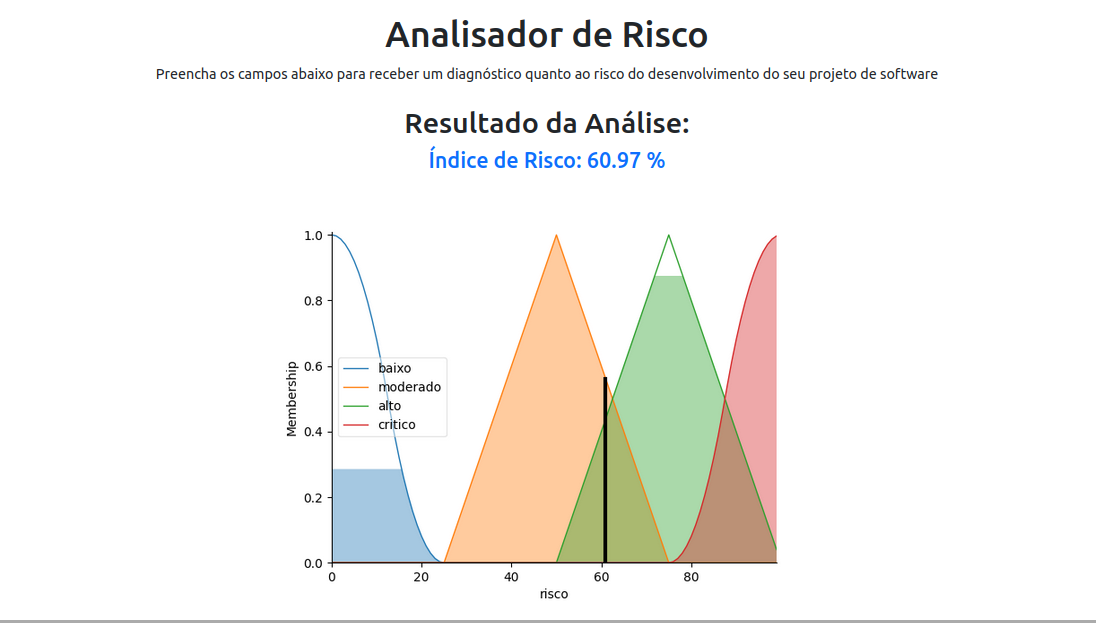 Analisador de Risco
Preencha os campos abaixo para receber um diagnóstico quanto ao risco do desenvolvimento do seu projeto de software
Resultado da Análise:
Índice de Risco: 60.97 %
1.0
0.8
0.6
0.4
0.2
0.0
Membership
baixo
moderado
alto
critico
0
20
40
60
80
risco